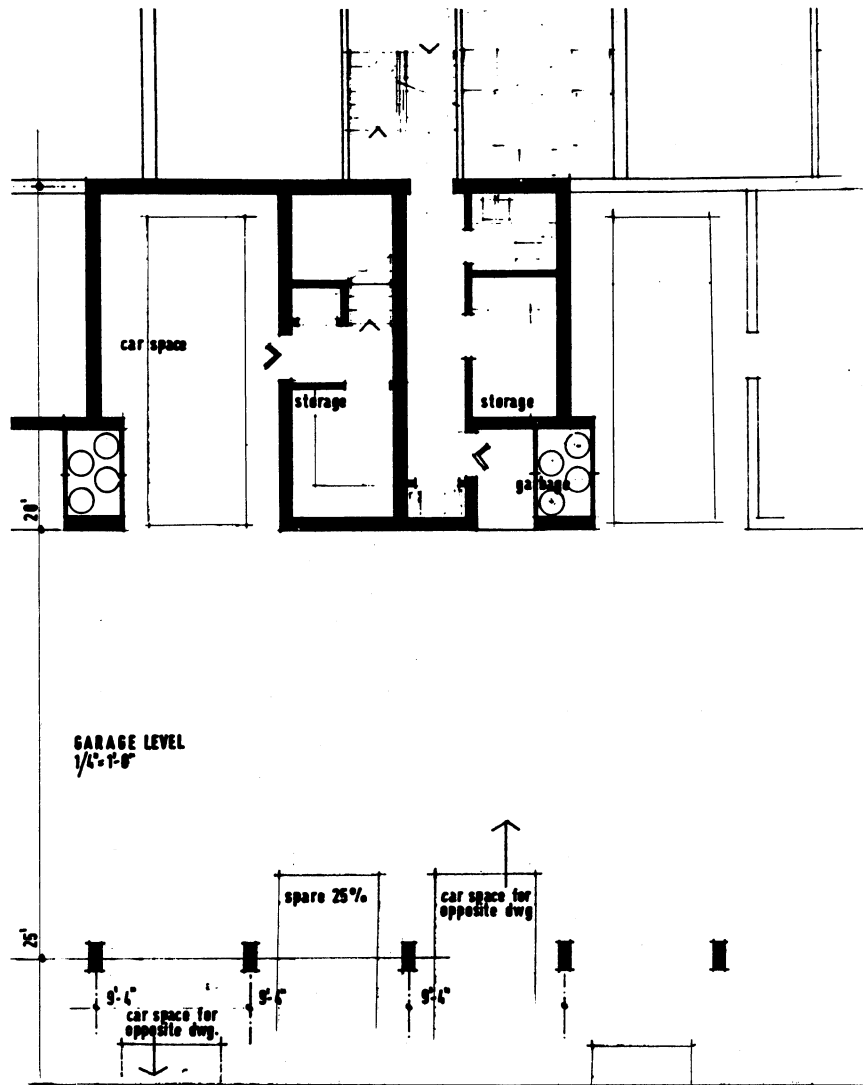 car space
storage
storage
garbage
20'
GARAGE LEVEL
1/4"=1'-0"
spare 25%
car space for
opposite dwg
25'
9'-4"
9'-4"
9'-4"
car space for
opposite dwg.